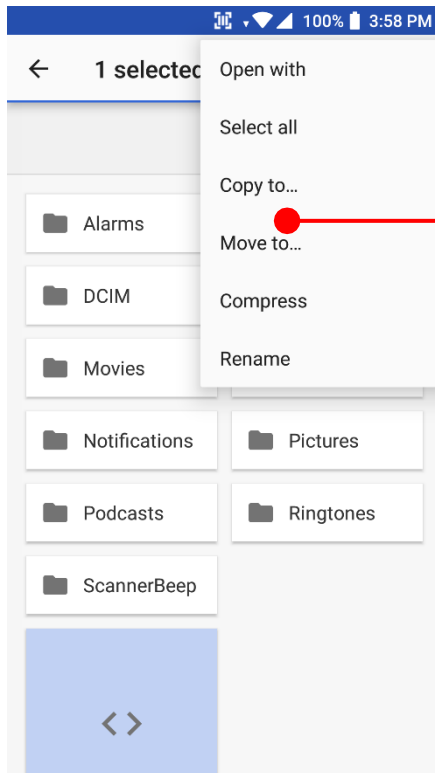 100% 3:58 PM
1 selected
Open with
Select all
Copy to…
Move to…
Compress
Rename
Alarms
DCIM
Movies
Notifications Pictures
Podcasts Ringtones
ScannerBeep